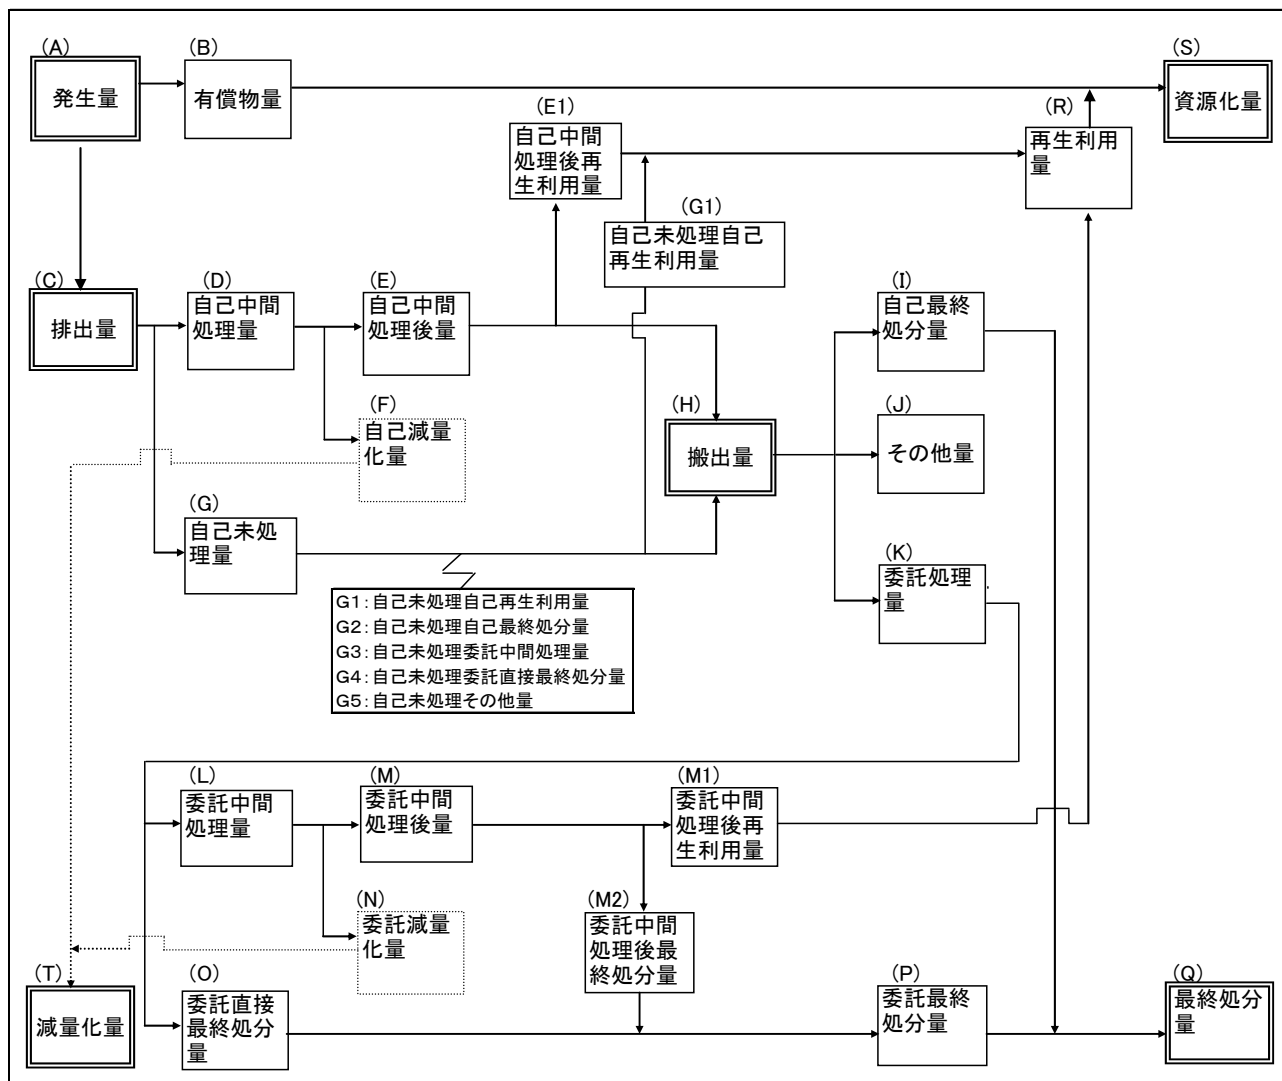 (A)
発生量
(B)
有償物量
(S)
資源化量
(E1)
自己中間
処理後再
生利用量
(R)
再生利用
量
(G1)
自己未処理自己
再生利用量
(C)
排出量
(D)
自己中間
処理量
(E)
自己中間
処理後量
(I)
自己最終
処分量
(F)
自己減量
化量
(H)
搬出量
(J)
その他量
(G)
自己未処
理量
(K)
委託処理
量
G1:自己未処理自己再生利用量
G2:自己未処理自己最終処分量
G3:自己未処理委託中間処理量
G4:自己未処理委託直接最終処分量
G5:自己未処理その他量
(L)
委託中間
処理量
(M)
委託中間
処理後量
(M1)
委託中間
処理後再
生利用量
(N)
委託減量
化量
(M2)
委託中間
処理後最
終処分量
(T)
減量化量
(O)
委託直接
最終処分
量
(P)
委託最終
処分量
(Q)
最終処分
量